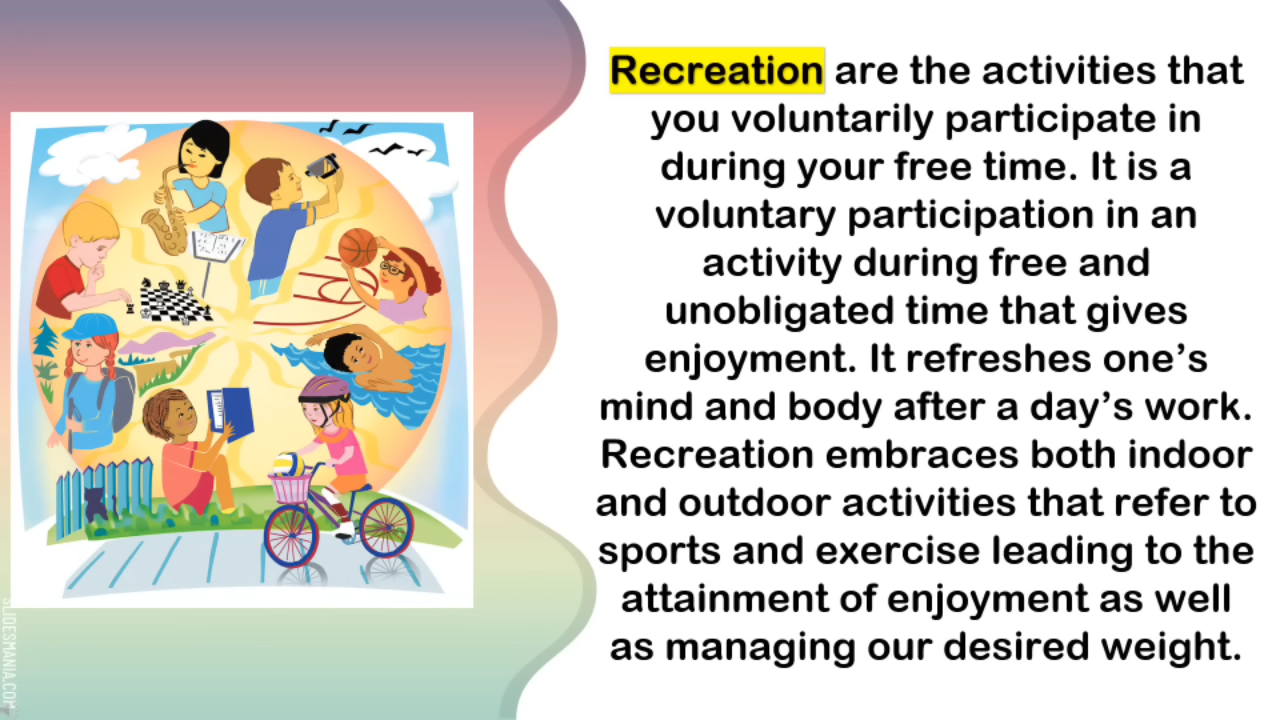 Recreation are the activities that
you voluntarily participate in
during your free time. It is a
voluntary participation in an
activity during free and
unobligated time that gives
enjoyment. It refreshes one’s
mind and body after a day’s work.
Recreation embraces both indoor
and outdoor activities that refer to
sports and exercise leading to the
attainment of enjoyment as well
as managing our desired weight.
SLIDESMANIA.COM